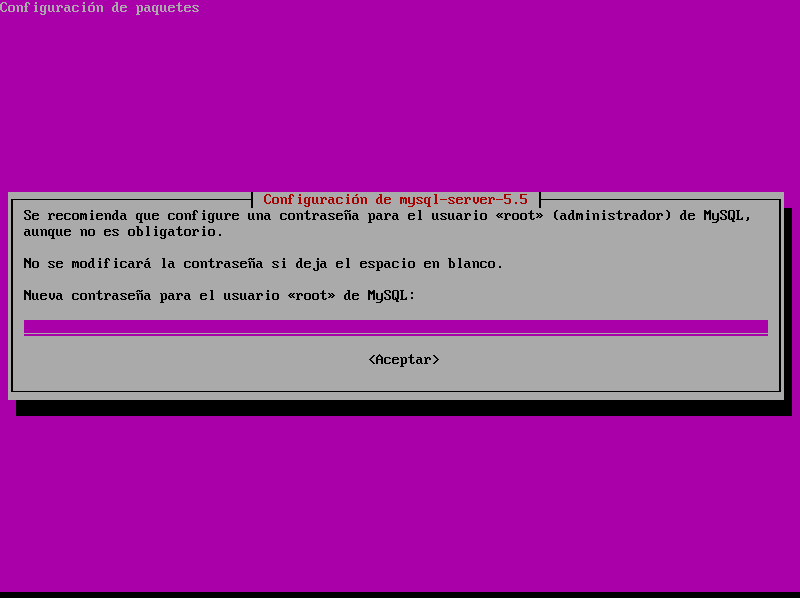 Configuración de paquetes
Configuración de mysql-server-5.5
Se recomienda que configure una contraseña para el usuario «root» (administrador) de MySQL,
aunque no es obligatorio.
No se modificará la contraseña si deja el espacio en blanco.
Nueva contraseña para el usuario «root» de MySQL:
<Aceptar>